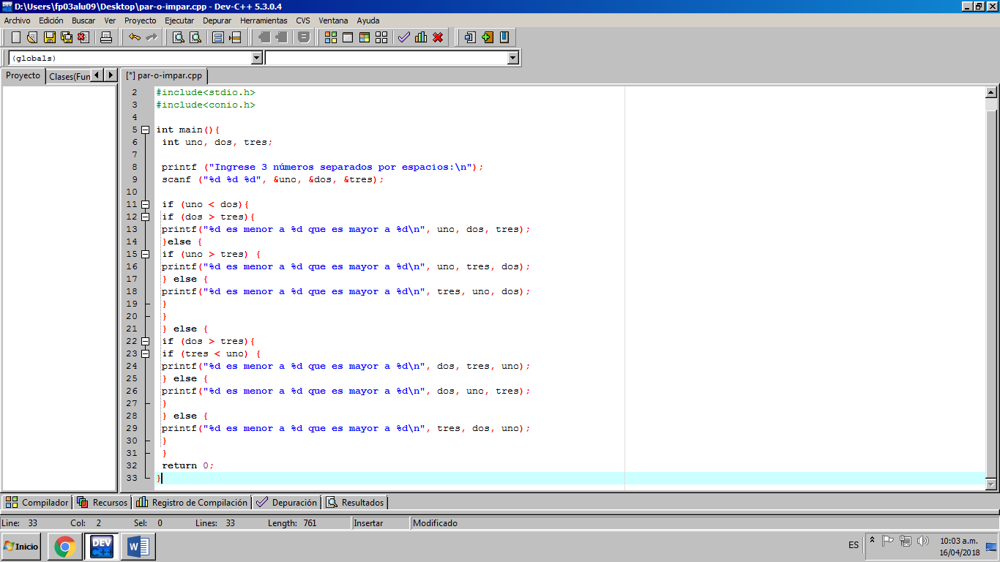 D:\Users\fp03alu09\Desktop\par-o-impar.cpp - Dev-C++ 5.3.0.4
Archivo Edición Buscar Ver Proyecto Ejecutar Depurar Herramientas CVS Ventana Ayuda
(globals)
Proyecto Clases(Fun [*] par-o-impar.cpp
2 #include<stdio.h>
3 #include<conio.h>
4
5 int main(){
6 int uno, dos, tres;
7
8 printf ("Ingrese 3 números separados por espacios:\n");
9 scanf ("%d %d %d", &uno, &dos, &tres);
10
11 if (uno < dos){
12 if (dos > tres){
13 printf("%d es menor a %d que es mayor a %d\n", uno, dos, tres);
14 }else {
15 if (uno > tres) {
16 printf("%d es menor a %d que es mayor a %d\n", uno, tres, dos);
17 } else {
18 printf("%d es menor a %d que es mayor a %d\n", tres, uno, dos);
19 }
20 }
21 } else {
22 if (dos > tres){
23 if (tres < uno) {
24 printf("%d es menor a %d que es mayor a %d\n", dos, tres, uno);
25 } else {
26 printf("%d es menor a %d que es mayor a %d\n", dos, uno, tres);
27 }
28 } else {
29 printf("%d es menor a %d que es mayor a %d\n", tres, dos, uno);
30 }
31 }
32 return 0;
33 }
Compilador Recursos Registro de Compilación Depuración Resultados
Line: 33 Col: 2 Sel: 0 Lines: 33 Length: 761 Insertar Modificado
Inicio DEV C++ W ES 10:03 a.m.
16/04/2018